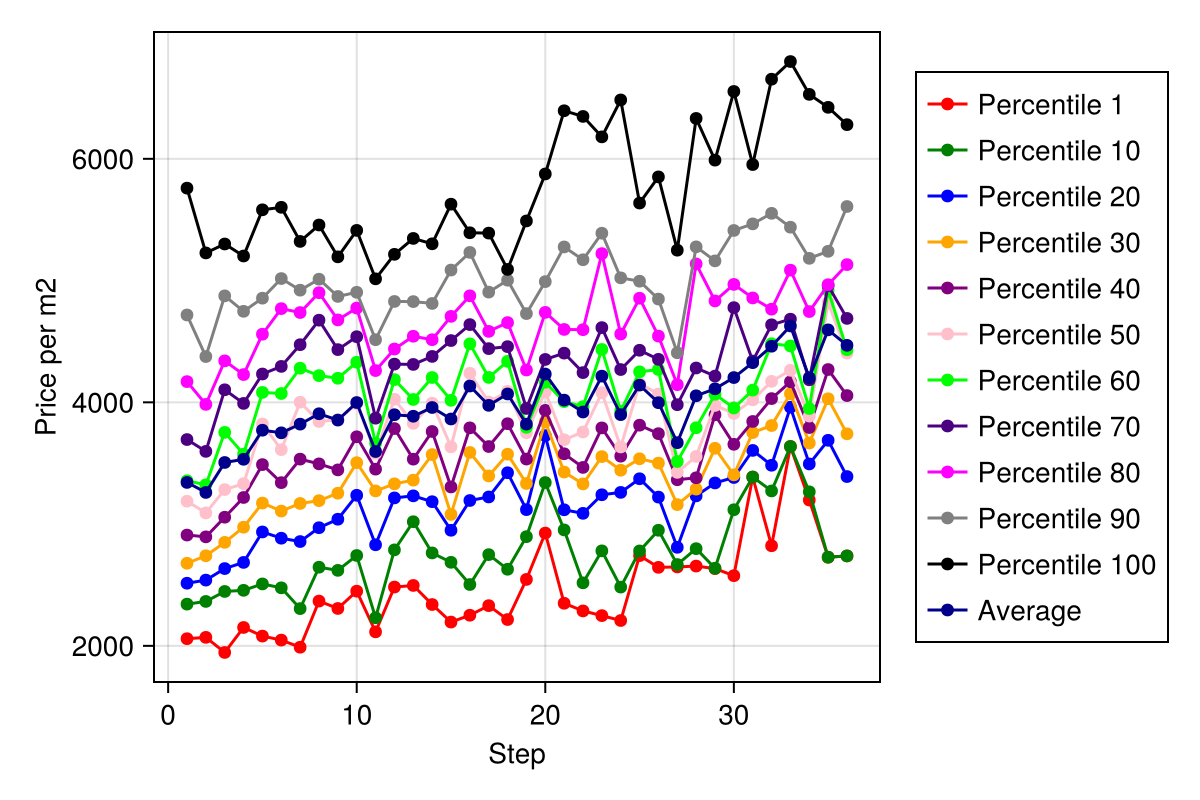 Price per m2
6000
4000
2000
0 10 20 30
Step
Percentile 1
Percentile 10
Percentile 20
Percentile 30
Percentile 40
Percentile 50
Percentile 60
Percentile 70
Percentile 80
Percentile 90
Percentile 100
Average